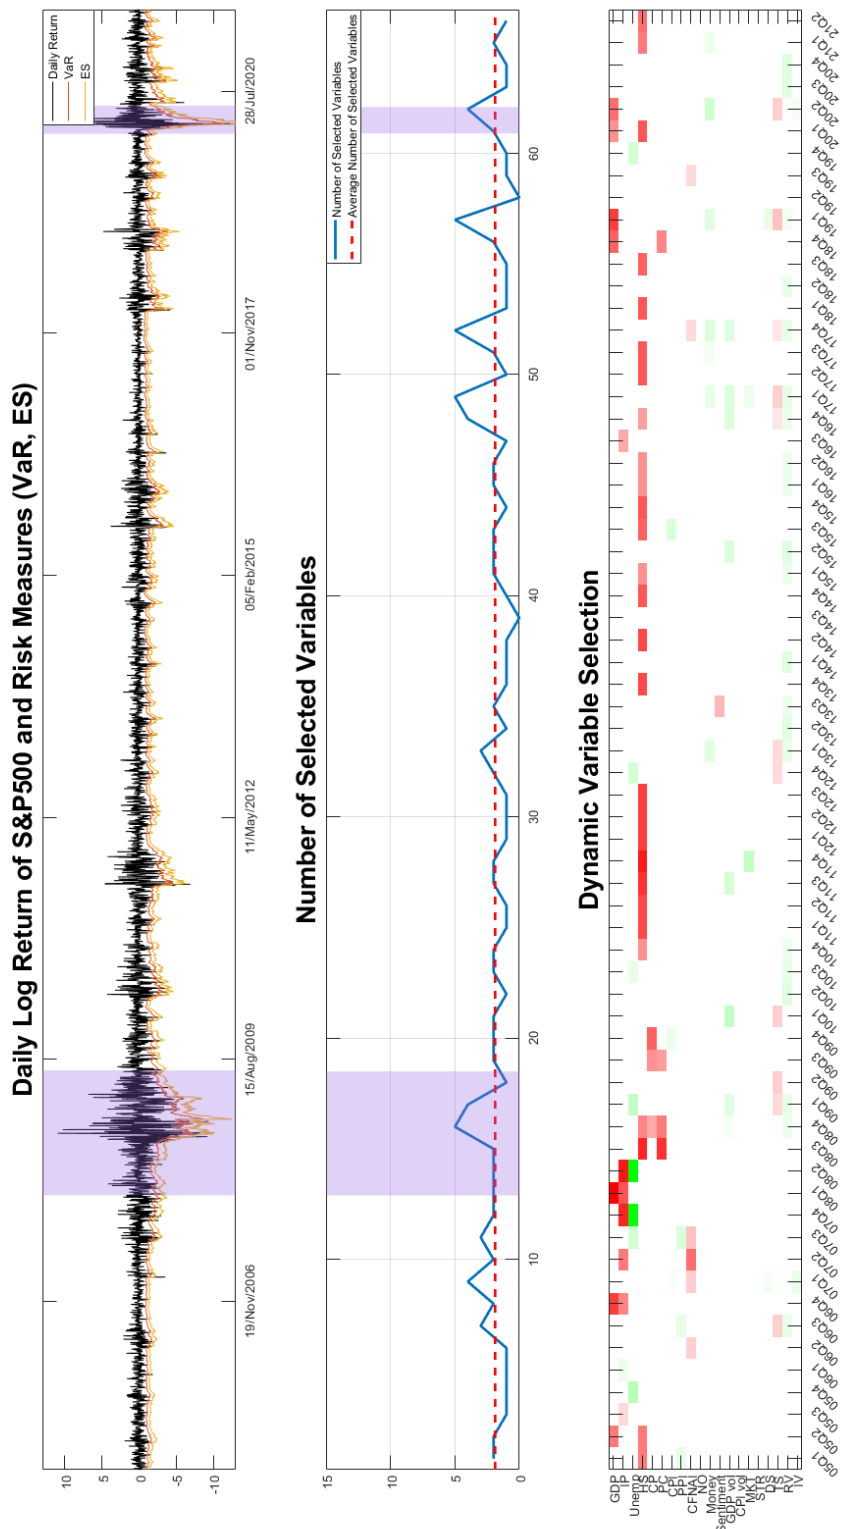 Daily Log Return of S&P500 and Risk Measures (VaR, ES)
Daily Return
VaR
ES
10
5
0
-5
-10
19/Nov/2006
15/Aug/2009
11/May/2012
05/Feb/2015
01/Nov/2017
28/Jul/2020
Number of Selected Variables
Number of Selected Variables
Average Number of Selected Variables
15
10
5
0
10
20
30
40
50
60
Dynamic Variable Selection
GDP
IP
Unemp
HS
CP
PC
CPI
PPI
CFNAI
NO
Money
Sentiment
GDP vol
CPI vol
MKT
STR
DS
TS
RV
IV
05Q1
05Q2
05Q3
05Q4
06Q1
06Q2
06Q3
06Q4
07Q1
07Q2
07Q3
07Q4
08Q1
08Q2
08Q3
08Q4
09Q1
09Q2
09Q3
09Q4
10Q1
10Q2
10Q3
10Q4
11Q1
11Q2
11Q3
11Q4
12Q1
12Q2
12Q3
12Q4
13Q1
13Q2
13Q3
13Q4
14Q1
14Q2
14Q3
14Q4
15Q1
15Q2
15Q3
15Q4
16Q1
16Q2
16Q3
16Q4
17Q1
17Q2
17Q3
17Q4
18Q1
18Q2
18Q3
18Q4
19Q1
19Q2
19Q3
19Q4
20Q1
20Q2
20Q3
20Q4
21Q1
21Q2